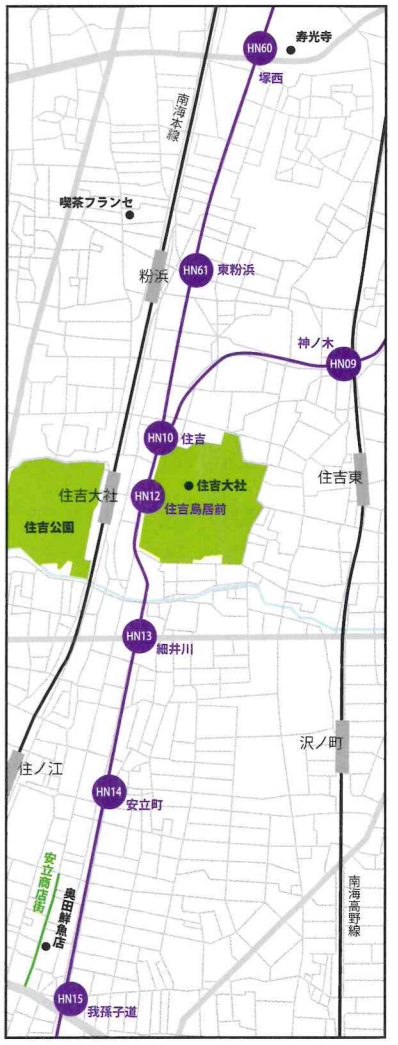 HN60
寿光寺
塚西
南海本線
喫茶フランセ
HN61
東粉浜
粉浜
神ノ木
HN09
HN10
住吉
住吉東
住吉大社
HN12
住吉大社
住吉鳥居前
住吉公園
HN13
細井川
沢ノ町
住ノ江
HN14
安立町
安立商店街
奥田鮮魚店
南海高野線
HN15
我孫子道